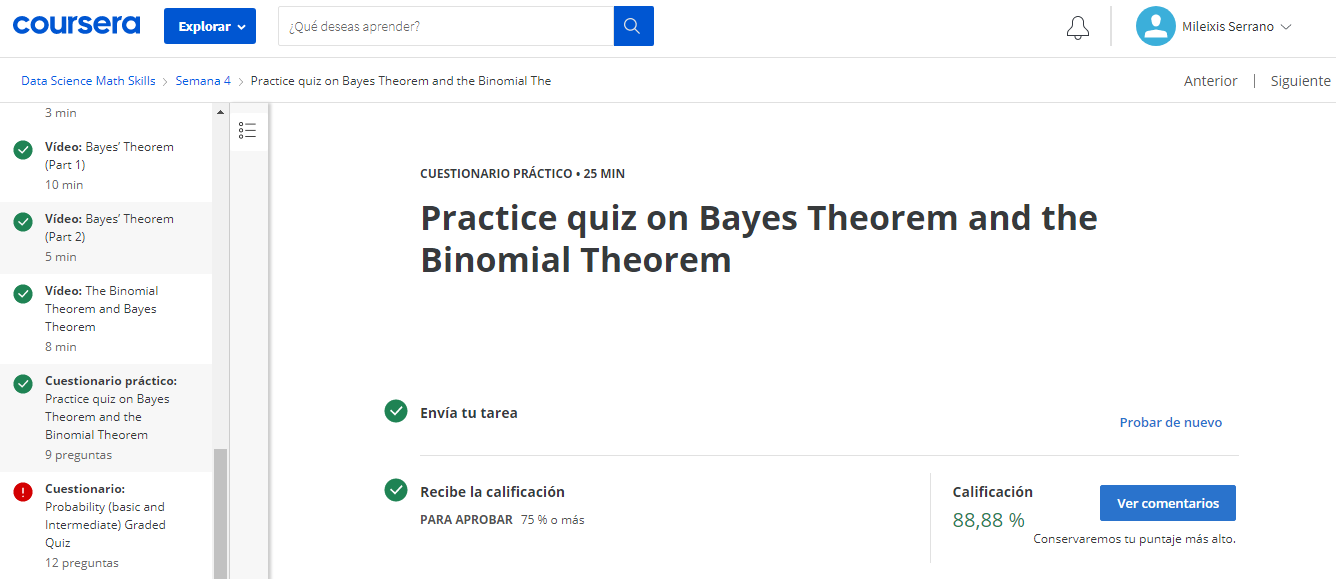 coursera
Explorar
¿Qué deseas aprender?
Mileixis Serrano
Data Science Math Skills > Semana 4 > Practice quiz on Bayes Theorem and the Binomial The
Anterior | Siguiente
3 min
Vídeo: Bayes’ Theorem
(Part 1)
10 min
Vídeo: Bayes’ Theorem
(Part 2)
5 min
Vídeo: The Binomial
Theorem and Bayes
Theorem
8 min
Cuestionario práctico:
Practice quiz on Bayes
Theorem and the
Binomial Theorem
9 preguntas
Cuestionario:
Probability (basic and
Intermediate) Graded
Quiz
12 preguntas
CUESTIONARIO PRÁCTICO • 25 MIN
Practice quiz on Bayes Theorem and the
Binomial Theorem
Envía tu tarea
Probar de nuevo
Recibe la calificación
PARA APROBAR 75 % o más
Calificación
88,88 %
Ver comentarios
Conservaremos tu puntaje más alto.